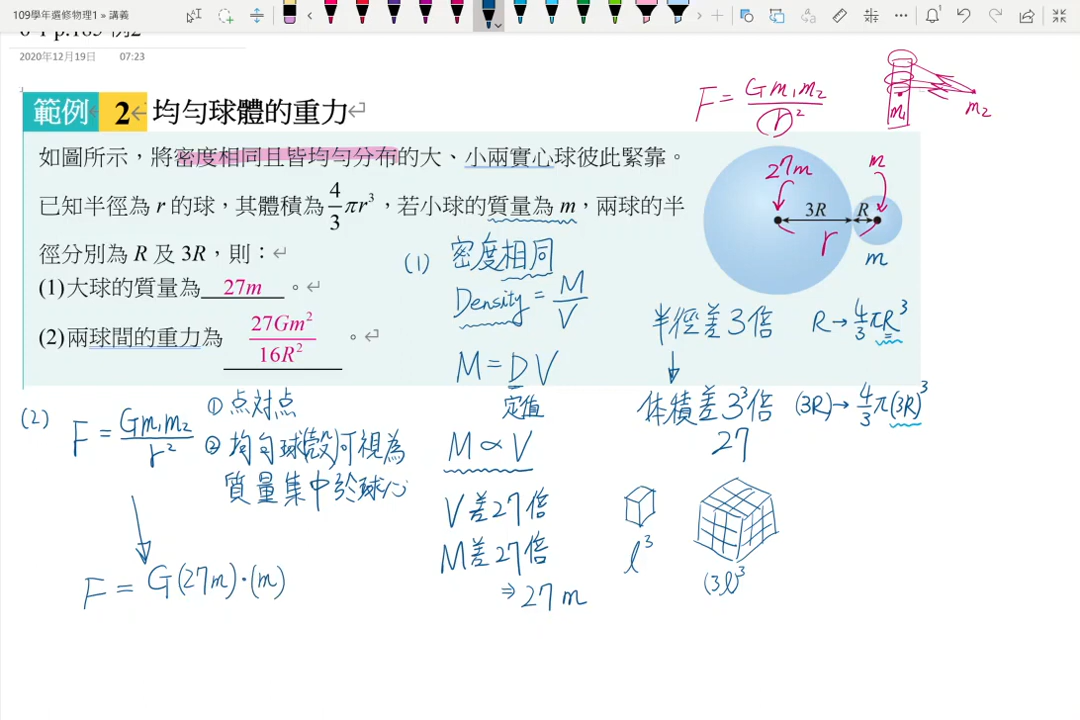 109學年選修物理1 » 講義
2020年12月19日 07:23
範例 2 均勻球體的重力
如圖所示，將密度相同且皆均勻分布的大、小兩實心球彼此緊靠。
已知半徑為 r 的球，其體積為 4/3 πr³，若小球的質量為 m，兩球的半
徑分別為 R 及 3R，則：
(1)大球的質量為 27m 。
(2)兩球間的重力為 27Gm²/16R² 。
F = Gm₁m₂/r²
m₁
m₂
27m
m
3R
R
r
m
(1) 密度相同
Density = M/V
M = D V
定值
M ∝ V
V差27倍
M差27倍
⇒ 27m
半徑差3倍
R → 4/3 πR³
体積差3³倍
27
(3R) → 4/3 π(3R)³
l³
(3l)³
(2) F = Gm₁m₂/r²
① 点対点
② 均勻球(殼)可視為
質量集中於球心
F = G(27m)·(m)